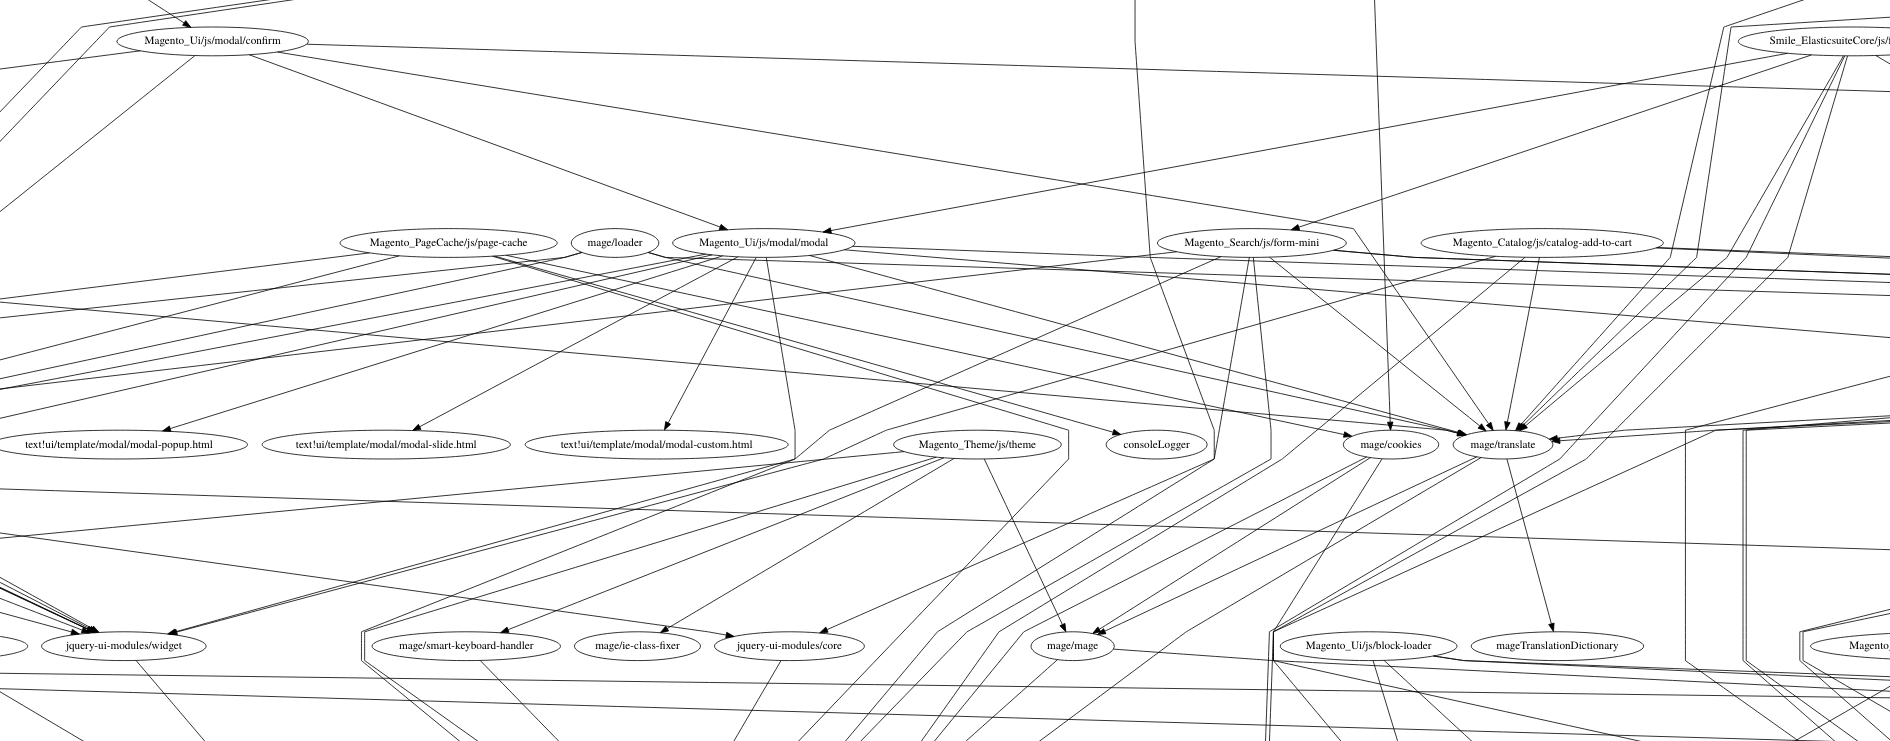 Magento_Ui/js/modal/confirm
Smile_ElasticsuiteCore/js/f
Magento_PageCache/js/page-cache
mage/loader
Magento_Ui/js/modal/modal
Magento_Search/js/form-mini
Magento_Catalog/js/catalog-add-to-cart
text!ui/template/modal/modal-popup.html
text!ui/template/modal/modal-slide.html
text!ui/template/modal/modal-custom.html
Magento_Theme/js/theme
consoleLogger
mage/cookies
mage/translate
jquery-ui-modules/widget
mage/smart-keyboard-handler
mage/ie-class-fixer
jquery-ui-modules/core
mage/mage
Magento_Ui/js/block-loader
mageTranslationDictionary
Magento_